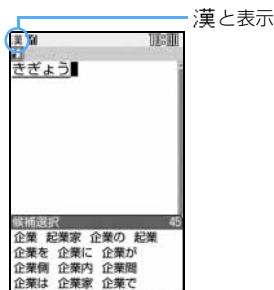 漢と表示
漢
きぎょう
候補選択 45
企業 起業家 企業の 起業
企業を 企業に 企業が
企業側 企業内 企業間
企業は 企業家 企業で